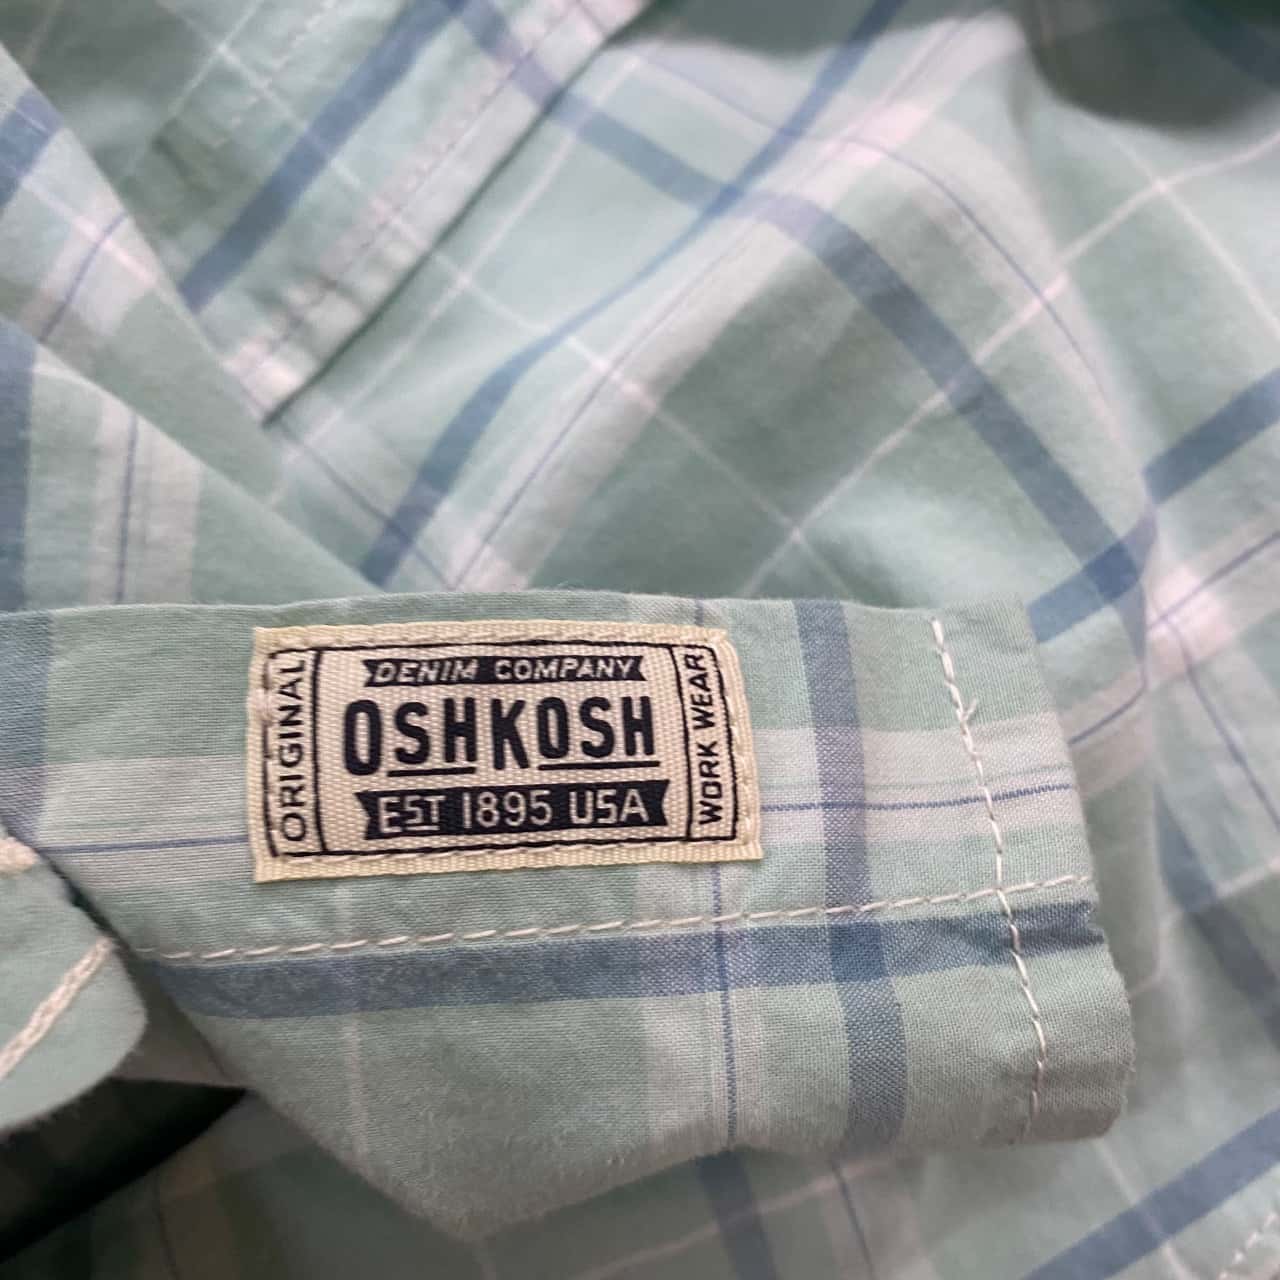 ORIGINAL
DENIM COMPANY
OSHKOSH
EST 1895 USA
WORK WEAR